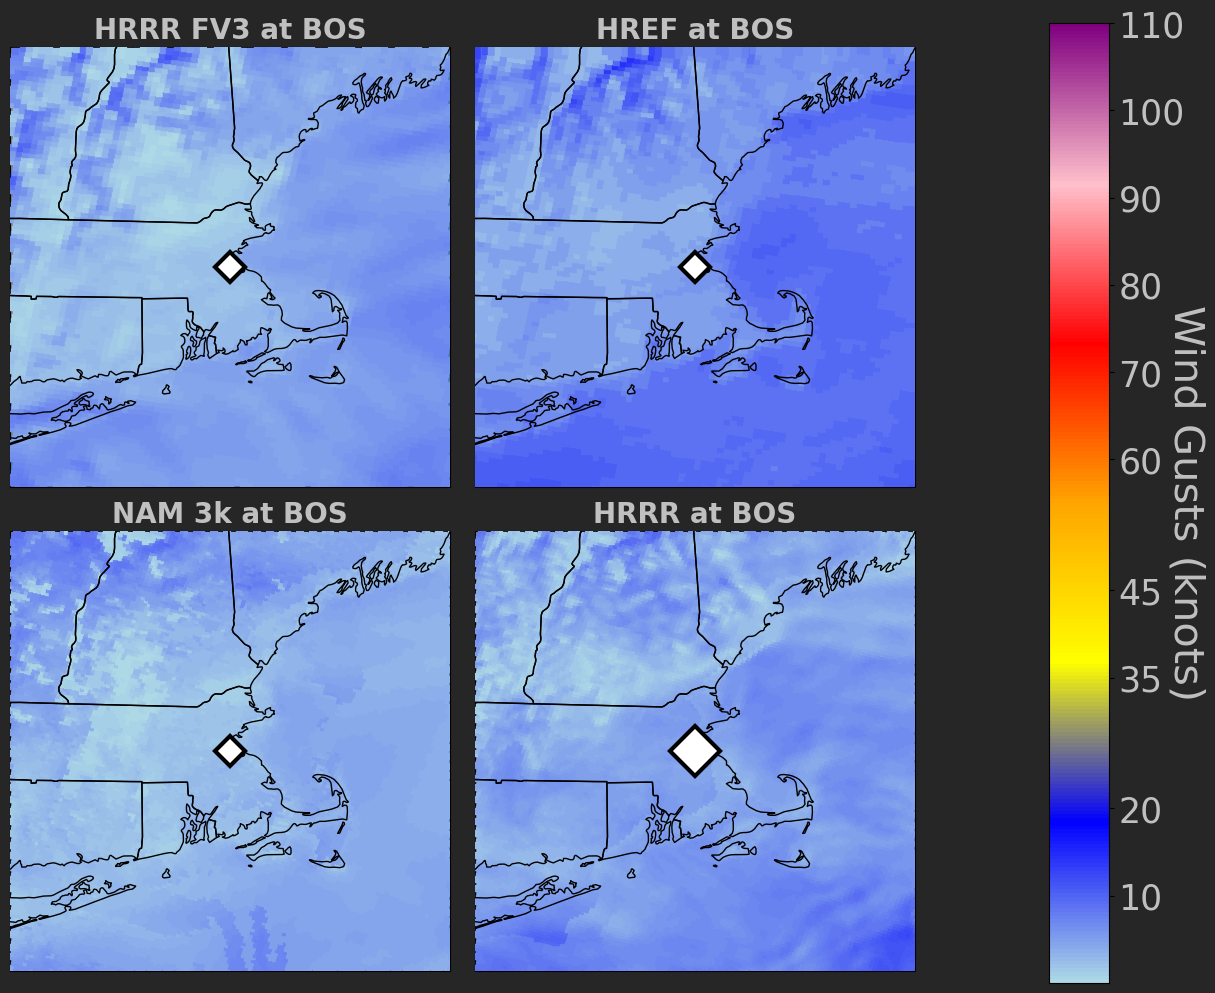 HRRR FV3 at BOS
HREF at BOS
NAM 3k at BOS
HRRR at BOS
110
100
90
80
70
60
45
35
20
10
Wind Gusts (knots)